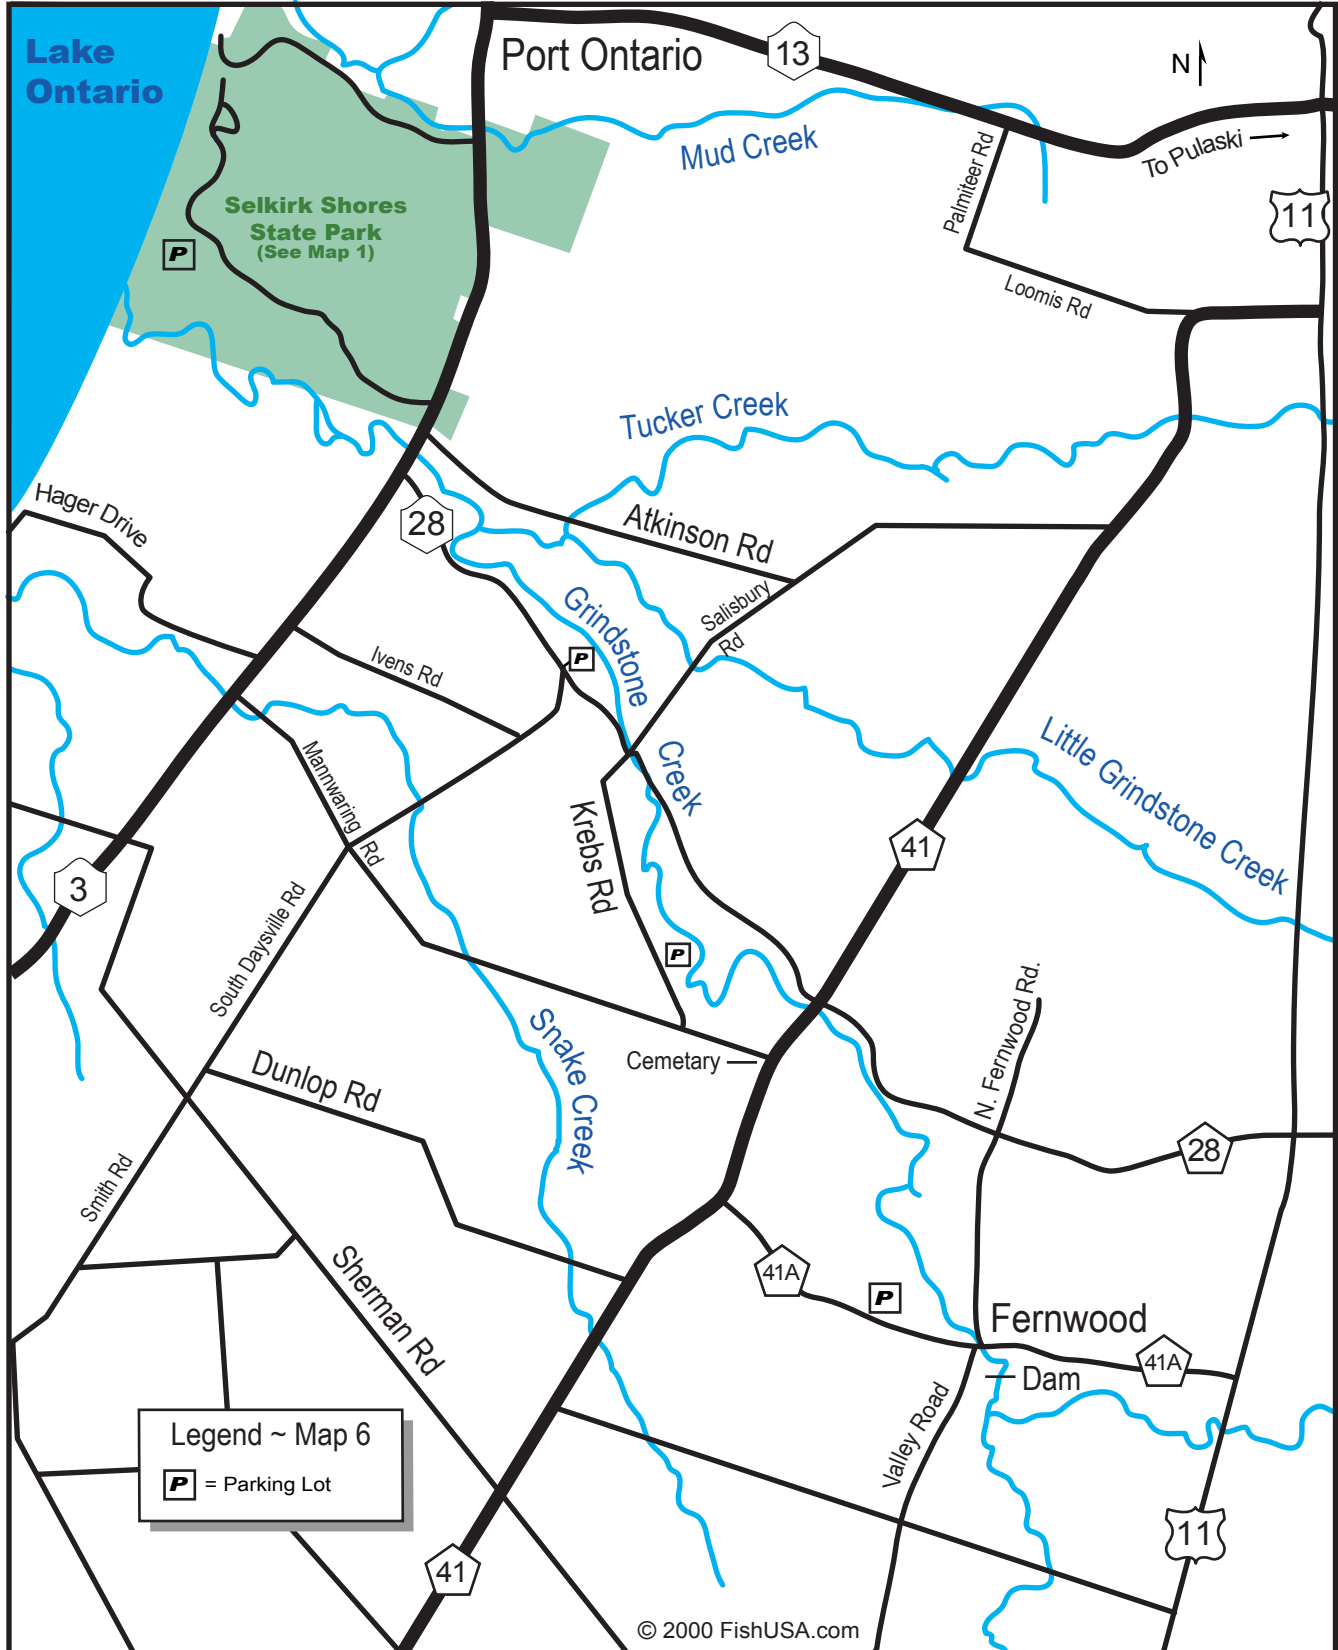 Lake
Ontario
Port Ontario
13
N
Mud Creek
Palmiteer Rd
To Pulaski
11
Selkirk Shores
State Park
(See Map 1)
P
Loomis Rd
Tucker Creek
Hager Drive
28
Atkinson Rd
Grindstone
Creek
Salisbury
Rd
Ivens Rd
P
Little Grindstone Creek
Mannwaring
Rd
Krebs Rd
41
3
South Daysville Rd
P
N. Fernwood Rd.
Snake Creek
Cemetary
Dunlop Rd
28
Smith Rd
Sherman Rd
41A
P
Fernwood
41A
Dam
Valley Road
Legend ~ Map 6
P = Parking Lot
11
41
© 2000 FishUSA.com